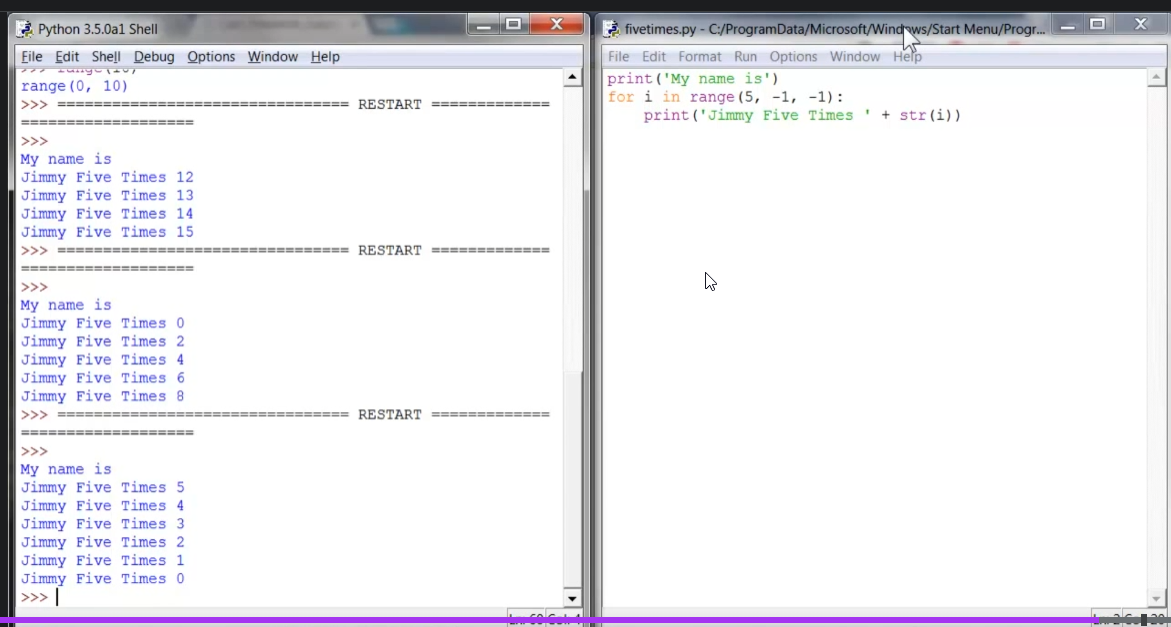 Python 3.5.0a1 Shell
File Edit Shell Debug Options Window Help
>>> range(10)
range(0, 10)
>>> ================================ RESTART =============
===================
>>>
My name is
Jimmy Five Times 12
Jimmy Five Times 13
Jimmy Five Times 14
Jimmy Five Times 15
>>> ================================ RESTART =============
===================
>>>
My name is
Jimmy Five Times 0
Jimmy Five Times 2
Jimmy Five Times 4
Jimmy Five Times 6
Jimmy Five Times 8
>>> ================================ RESTART =============
===================
>>>
My name is
Jimmy Five Times 5
Jimmy Five Times 4
Jimmy Five Times 3
Jimmy Five Times 2
Jimmy Five Times 1
Jimmy Five Times 0
>>>
fivetimes.py - C:/ProgramData/Microsoft/Windows/Start Menu/Progr...
File Edit Format Run Options Window Help
print('My name is')
for i in range(5, -1, -1):
    print('Jimmy Five Times ' + str(i))